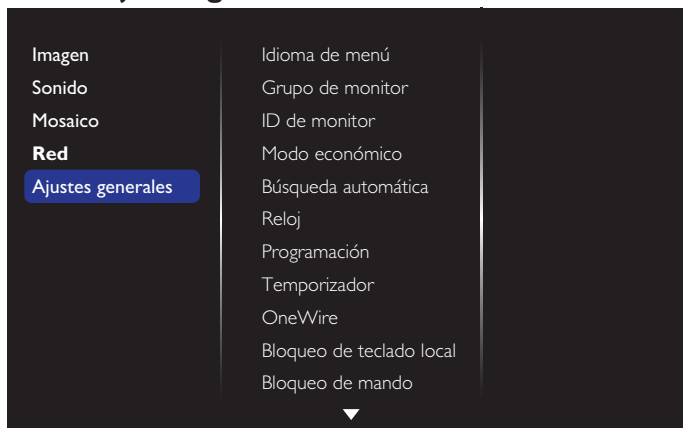 Imagen
Sonido
Mosaico
Red
Ajustes generales
Idioma de menú
Grupo de monitor
ID de monitor
Modo económico
Búsqueda automática
Reloj
Programación
Temporizador
OneWire
Bloqueo de teclado local
Bloqueo de mando